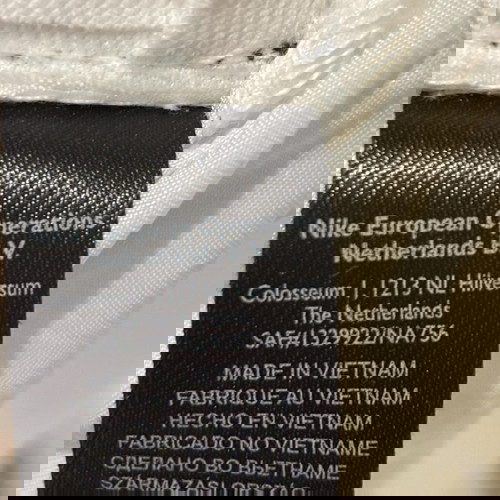 Nike European Operations
Netherlands B.V.
Colosseum 1 1213 NL Hilversum
The Netherlands
MADE IN VIETNAM
FABRIQUE AU VIETNAM
HECHO EN VIETNAM
FABRICADO NO VIETNAME
СДЕЛАНО ВО ВЬЕТНАМЕ